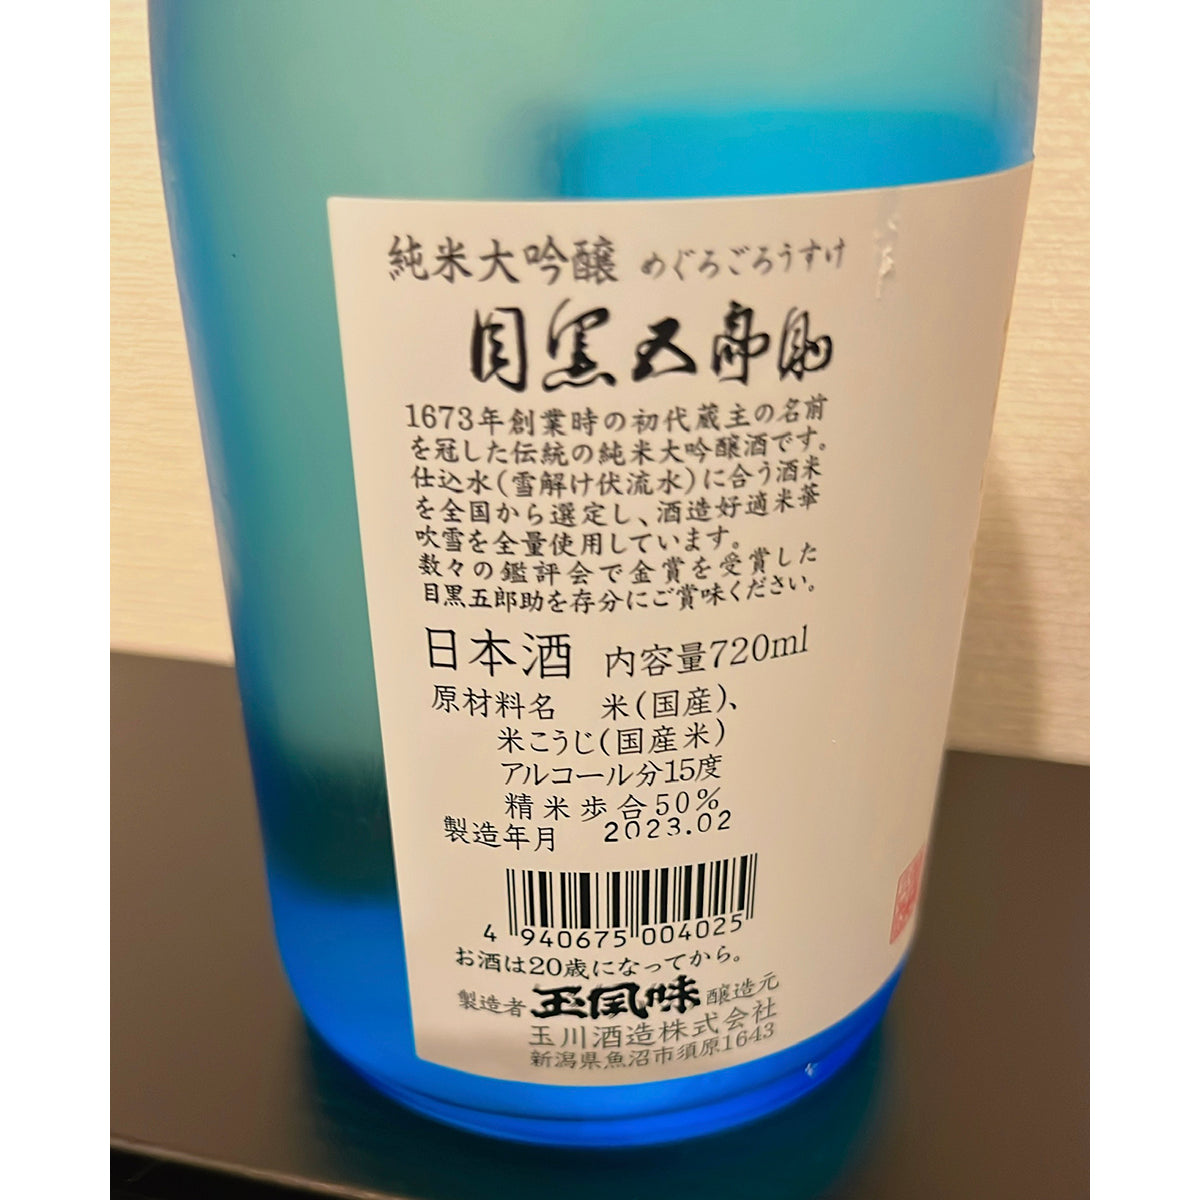 純米大吟醸 めぐろごろうすけ
目黒五郎助
1673年創業時の初代蔵主の名前
を冠した伝統の純米大吟醸酒です。
仕込水(雪解け伏流水)に合う酒米
を全国から選定し、酒造好適米華
吹雪を全量使用しています。
数々の鑑評会で金賞を受賞した
目黒五郎助を存分にご賞味ください。
日本酒 内容量720ml
原材料名 米(国産)、
米こうじ(国産米)
アルコール分15度
精米歩合50%
製造年月 2023.02
4 940675 004025
お酒は20歳になってから。
製造者 玉風味 醸造元
玉川酒造株式会社
新潟県魚沼市須原1643